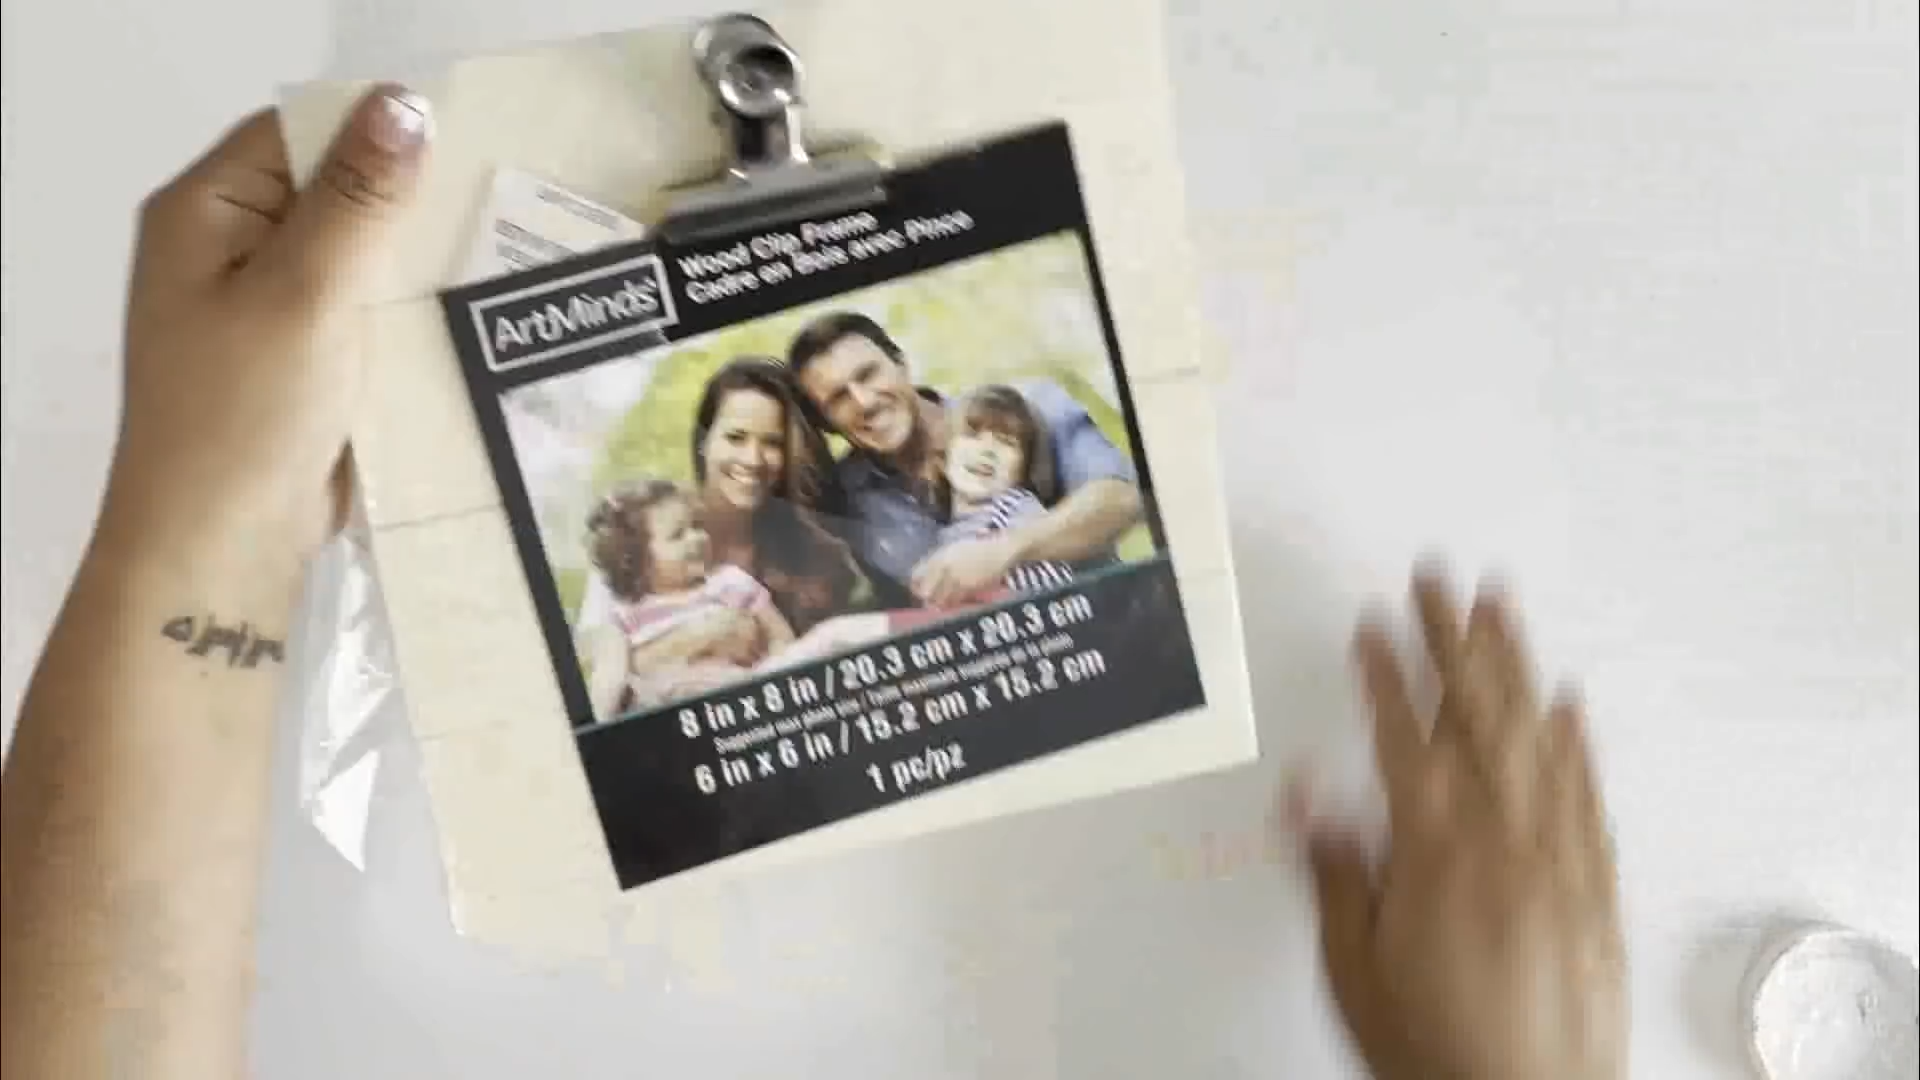 ArtMinds
Wood Clip Frame
Cadre en Bois avec Pince
8 in x 8 in / 20.3 cm x 20.3 cm
6 in x 6 in / 15.2 cm x 15.2 cm
1 pc/pz